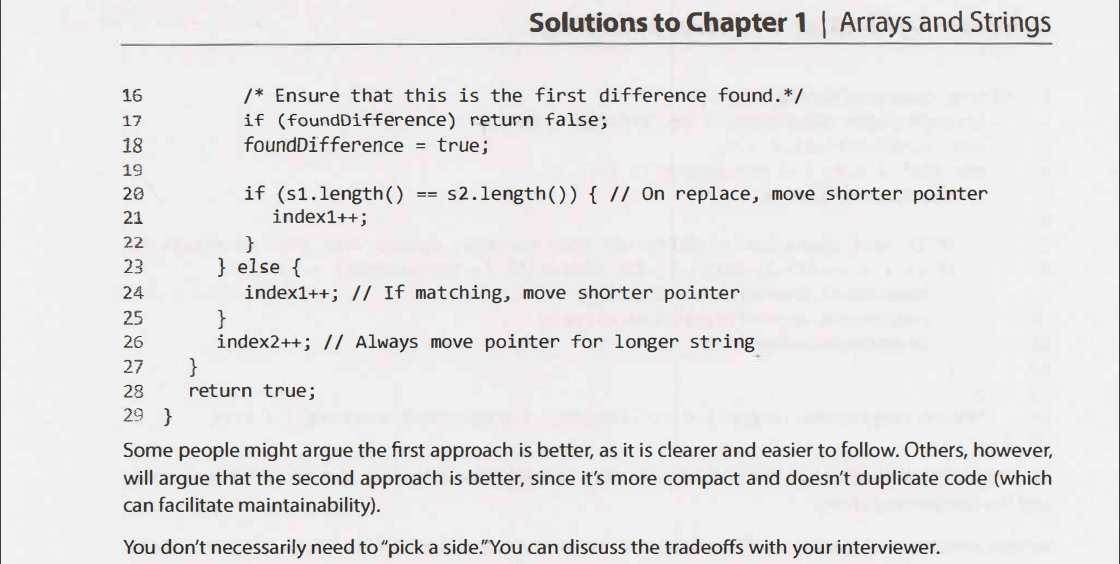 Solutions to Chapter 1 | Arrays and Strings
16 /* Ensure that this is the first difference found.*/
17 if (foundDifference) return false;
18 foundDifference = true;
19
20 if (s1.length() == s2.length()) { // On replace, move shorter pointer
21 index1++;
22 }
23 } else {
24 index1++; // If matching, move shorter pointer
25 }
26 index2++; // Always move pointer for longer string
27 }
28 return true;
29 }
Some people might argue the first approach is better, as it is clearer and easier to follow. Others, however,
will argue that the second approach is better, since it's more compact and doesn't duplicate code (which
can facilitate maintainability).
You don't necessarily need to "pick a side." You can discuss the tradeoffs with your interviewer.